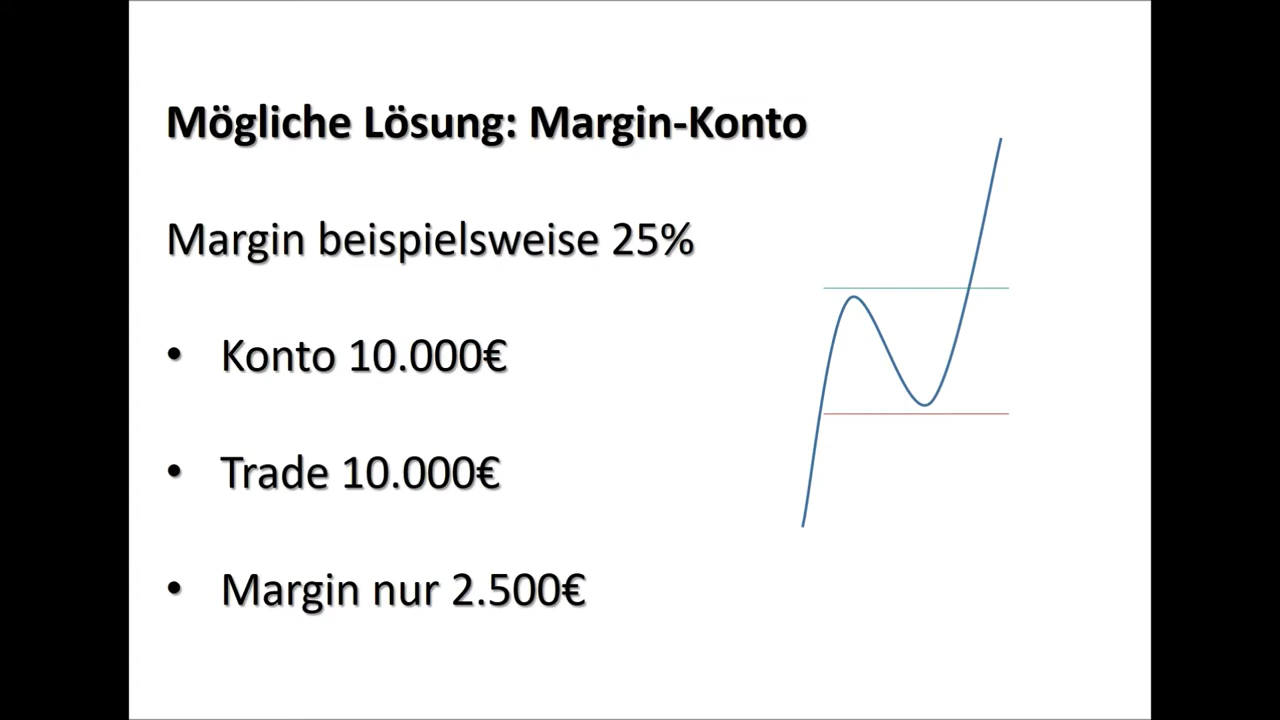 Mögliche Lösung: Margin-Konto
Margin beispielsweise 25%
• Konto 10.000€
• Trade 10.000€
• Margin nur 2.500€